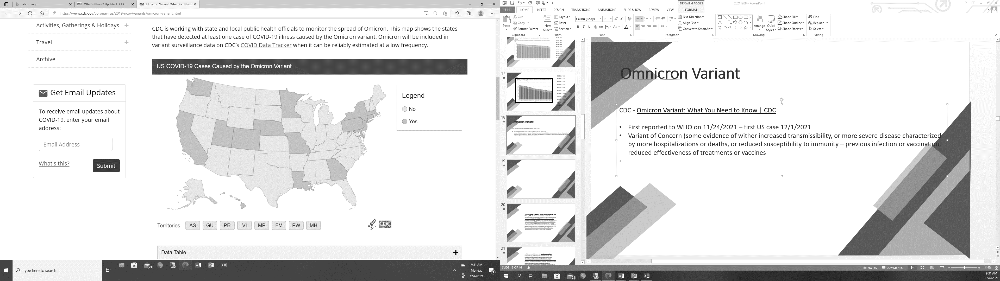 cdc - Bing
What's New & Updated | CDC
Omicron Variant: What You Nee
https://www.cdc.gov/coronavirus/2019-ncov/variants/omicron-variant.html
Activities, Gatherings & Holidays
Travel
Archive
Get Email Updates
To receive email updates about
COVID-19, enter your email
address:
Email Address
What's this?
Submit
CDC is working with state and local public health officials to monitor the spread of Omicron. This map shows the states
that have detected at least one case of COVID-19 illness caused by the Omicron variant. Omicron will be included in
variant surveillance data on CDC's COVID Data Tracker when it can be reliably estimated at a low frequency.
US COVID-19 Cases Caused by the Omicron Variant
Legend
No
Yes
Territories AS GU PR VI MP FM PW MH
CDC
Data Table
Type here to search
21
9:31 AM
Monday
12/6/2021
1
DRAWING TOOLS
20211208 - PowerPoint
FILE HOME INSERT DESIGN TRANSITIONS ANIMATIONS SLIDE SHOW REVIEW VIEW FORMAT
Paste
Cut
Copy
Format Painter
Clipboard
New
Slide
Layout
Reset
Section
Slides
Calibri (Body) 18
B I U S abc AV Aa A
Font
Text Direction
Align Text
Convert to SmartArt
Paragraph
Arrange
Quick
Styles
Shape Fill
Shape Outline
Shape Effects
Drawing
Find
Replace
Select
Editing
17
18
Omnicron Variant
19
20
21
Omnicron Variant
CDC - Omicron Variant: What You Need to Know | CDC
• First reported to WHO on 11/24/2021 – first US case 12/1/2021
• Variant of Concern (some evidence of wither increased transmissibility, or more severe disease characterized
by more hospitalizations or deaths, or reduced susceptibility to immunity – previous infection or vaccination,
reduced effectiveness of treatments or vaccines
SLIDE 18 OF 46
NOTES
COMMENTS
114%
21
9:31 AM
12/6/2021